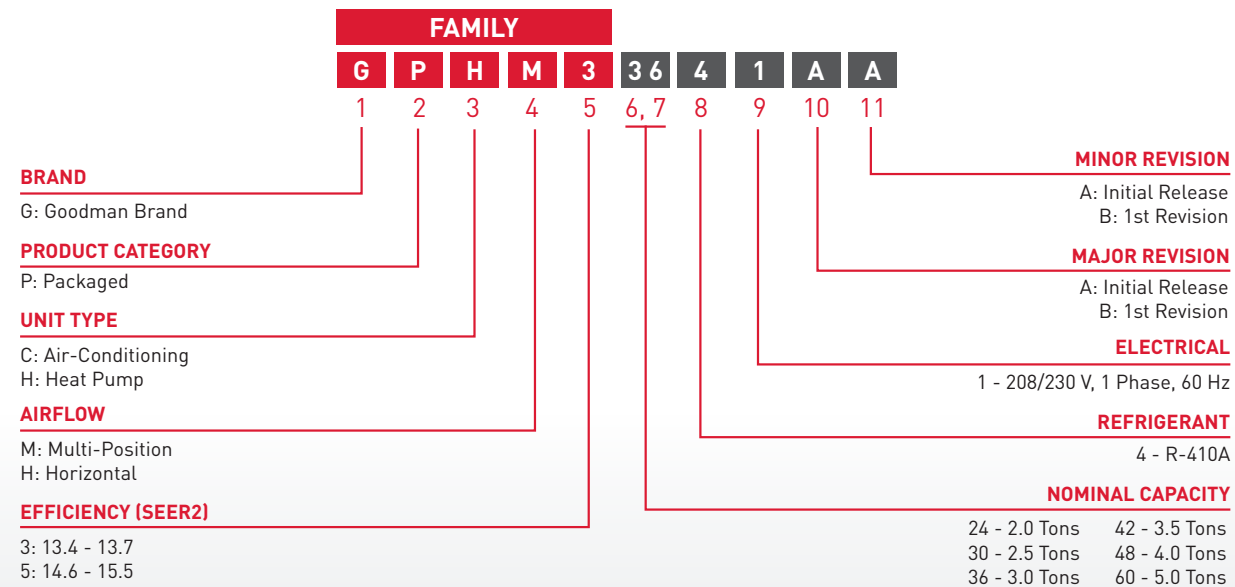 FAMILY
G P H M 3 3 6 4 1 A A
1 2 3 4 5 6, 7 8 9 10 11
BRAND
G: Goodman Brand
PRODUCT CATEGORY
P: Packaged
UNIT TYPE
C: Air-Conditioning
H: Heat Pump
AIRFLOW
M: Multi-Position
H: Horizontal
EFFICIENCY (SEER2)
3: 13.4 - 13.7
5: 14.6 - 15.5
MINOR REVISION
A: Initial Release
B: 1st Revision
MAJOR REVISION
A: Initial Release
B: 1st Revision
ELECTRICAL
1 - 208/230 V, 1 Phase, 60 Hz
REFRIGERANT
4 - R-410A
NOMINAL CAPACITY
24 - 2.0 Tons 42 - 3.5 Tons
30 - 2.5 Tons 48 - 4.0 Tons
36 - 3.0 Tons 60 - 5.0 Tons